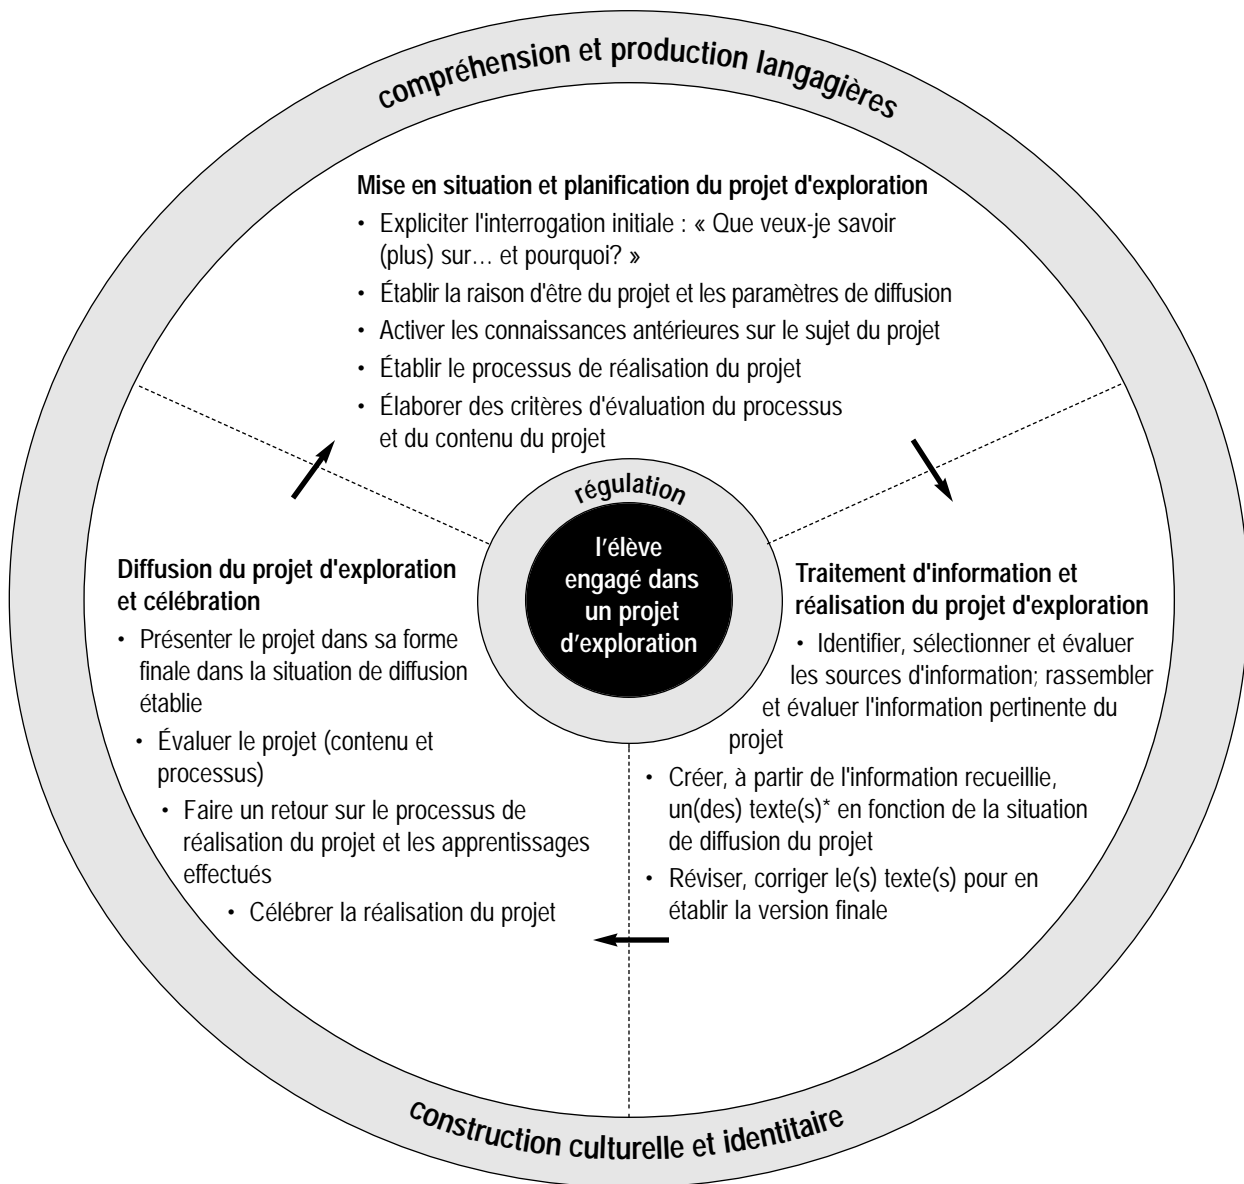 compréhension et production langagières
Mise en situation et planification du projet d'exploration
• Expliciter l'interrogation initiale : « Que veux-je savoir
(plus) sur… et pourquoi? »
• Établir la raison d'être du projet et les paramètres de diffusion
• Activer les connaissances antérieures sur le sujet du projet
• Établir le processus de réalisation du projet
• Élaborer des critères d'évaluation du processus
et du contenu du projet
régulation
l'élève
engagé dans
un projet
d'exploration
Traitement d'information et
réalisation du projet d'exploration
• Identifier, sélectionner et évaluer
les sources d'information; rassembler
et évaluer l'information pertinente du
projet
• Créer, à partir de l'information recueillie,
un(des) texte(s)* en fonction de la situation
de diffusion du projet
• Réviser, corriger le(s) texte(s) pour en
établir la version finale
Diffusion du projet d'exploration
et célébration
• Présenter le projet dans sa forme
finale dans la situation de diffusion
établie
• Évaluer le projet (contenu et
processus)
• Faire un retour sur le processus de
réalisation du projet et les apprentissages
effectués
• Célébrer la réalisation du projet
construction culturelle et identitaire